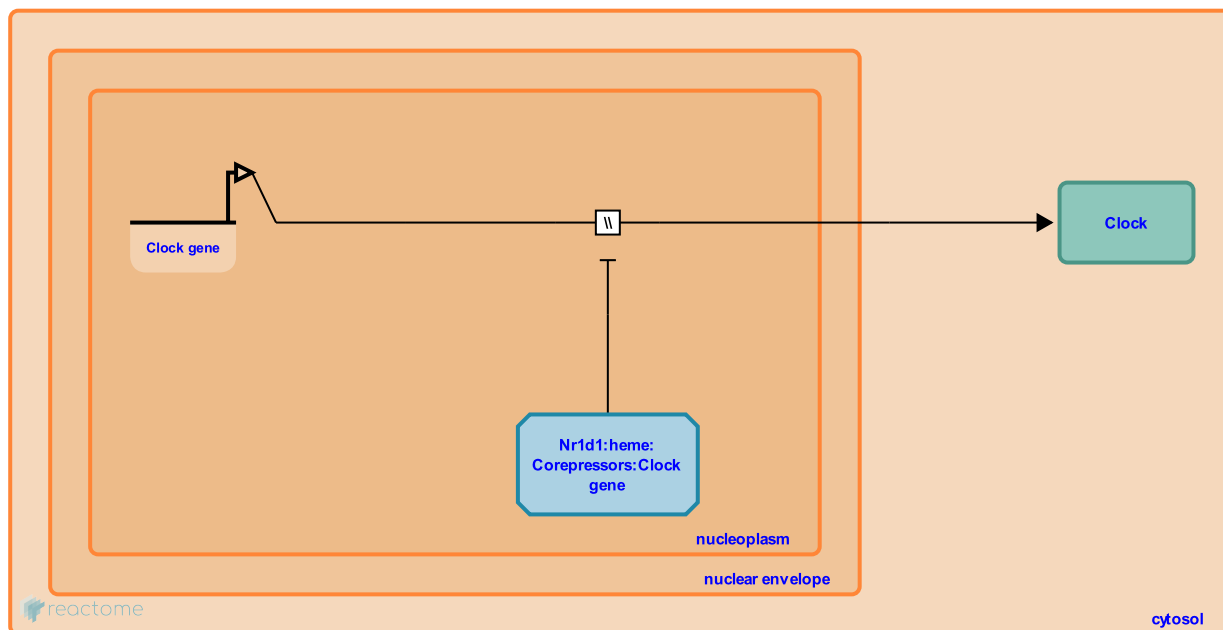 Clock gene
\\
Clock
Nr1d1:heme:
Corepressors:Clock
gene
nucleoplasm
nuclear envelope
reactome
cytosol